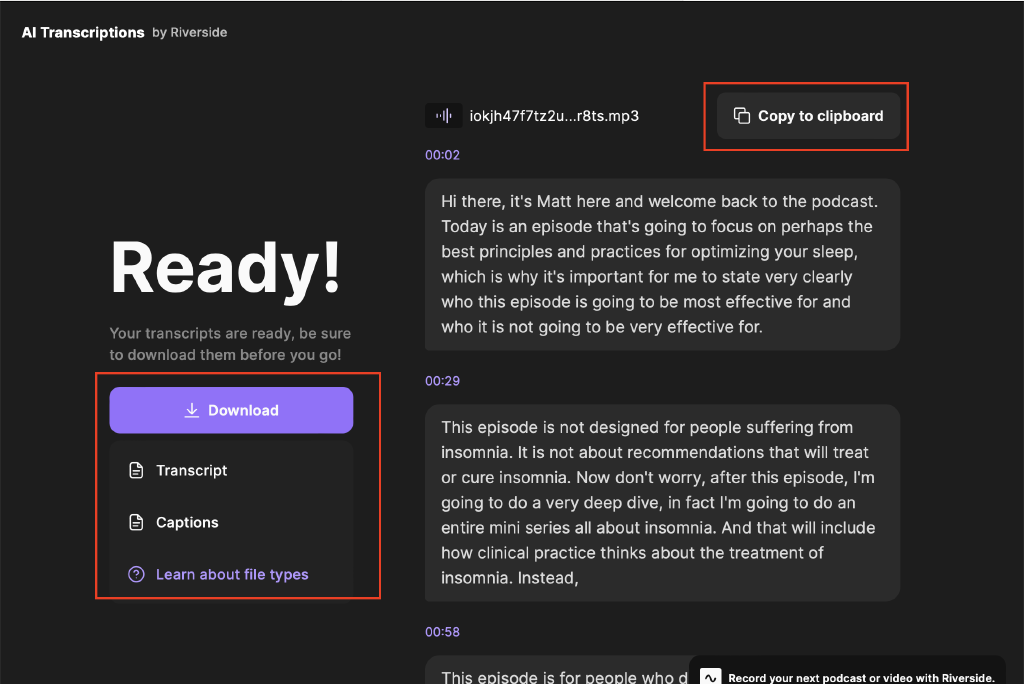 AI Transcriptions by Riverside
iokjh47f7tz2u...r8ts.mp3
Copy to clipboard
00:02
Hi there, it's Matt here and welcome back to the podcast.
Today is an episode that's going to focus on perhaps the
best principles and practices for optimizing your sleep,
which is why it's important for me to state very clearly
who this episode is going to be most effective for and
who it is not going to be very effective for.
Ready!
Your transcripts are ready, be sure
to download them before you go!
Download
Transcript
Captions
Learn about file types
00:29
This episode is not designed for people suffering from
insomnia. It is not about recommendations that will treat
or cure insomnia. Now don't worry, after this episode, I'm
going to do a very deep dive, in fact I'm going to do an
entire mini series all about insomnia. And that will include
how clinical practice thinks about the treatment of
insomnia. Instead,
00:58
This episode is for people who d
Record your next podcast or video with Riverside.